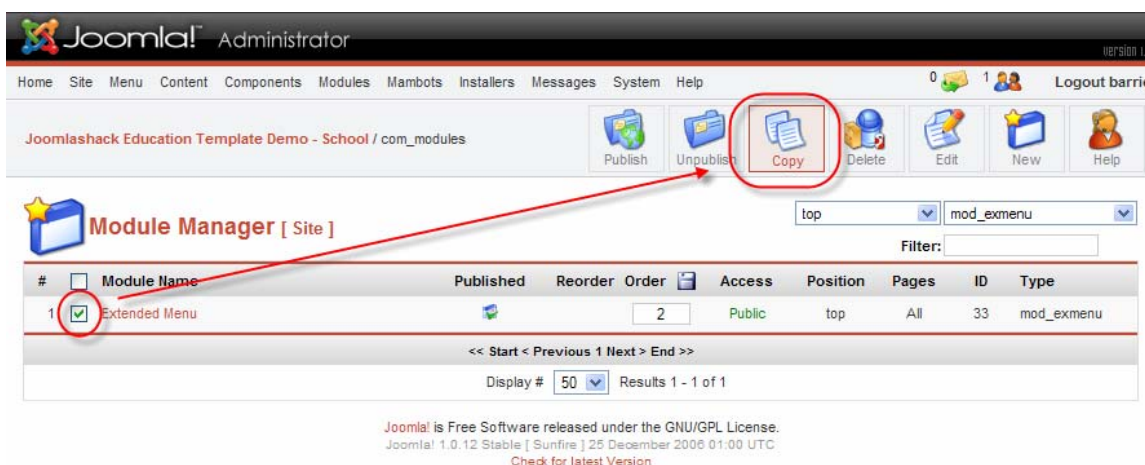 Joomla! Administrator
version 1.
Home Site Menu Content Components Modules Mambots Installers Messages System Help 0 1 Logout barrie
Joomlashack Education Template Demo - School / com_modules
Publish Unpublish Copy Delete Edit New Help
Module Manager [ Site ]
top mod_exmenu
Filter:
# Module Name Published Reorder Order Access Position Pages ID Type
1 Extended Menu 2 Public top All 33 mod_exmenu
<< Start < Previous 1 Next > End >>
Display # 50 Results 1 - 1 of 1
Joomla! is Free Software released under the GNU/GPL License.
Joomla! 1.0.12 Stable [ Sunfire ] 25 December 2006 01:00 UTC
Check for latest Version